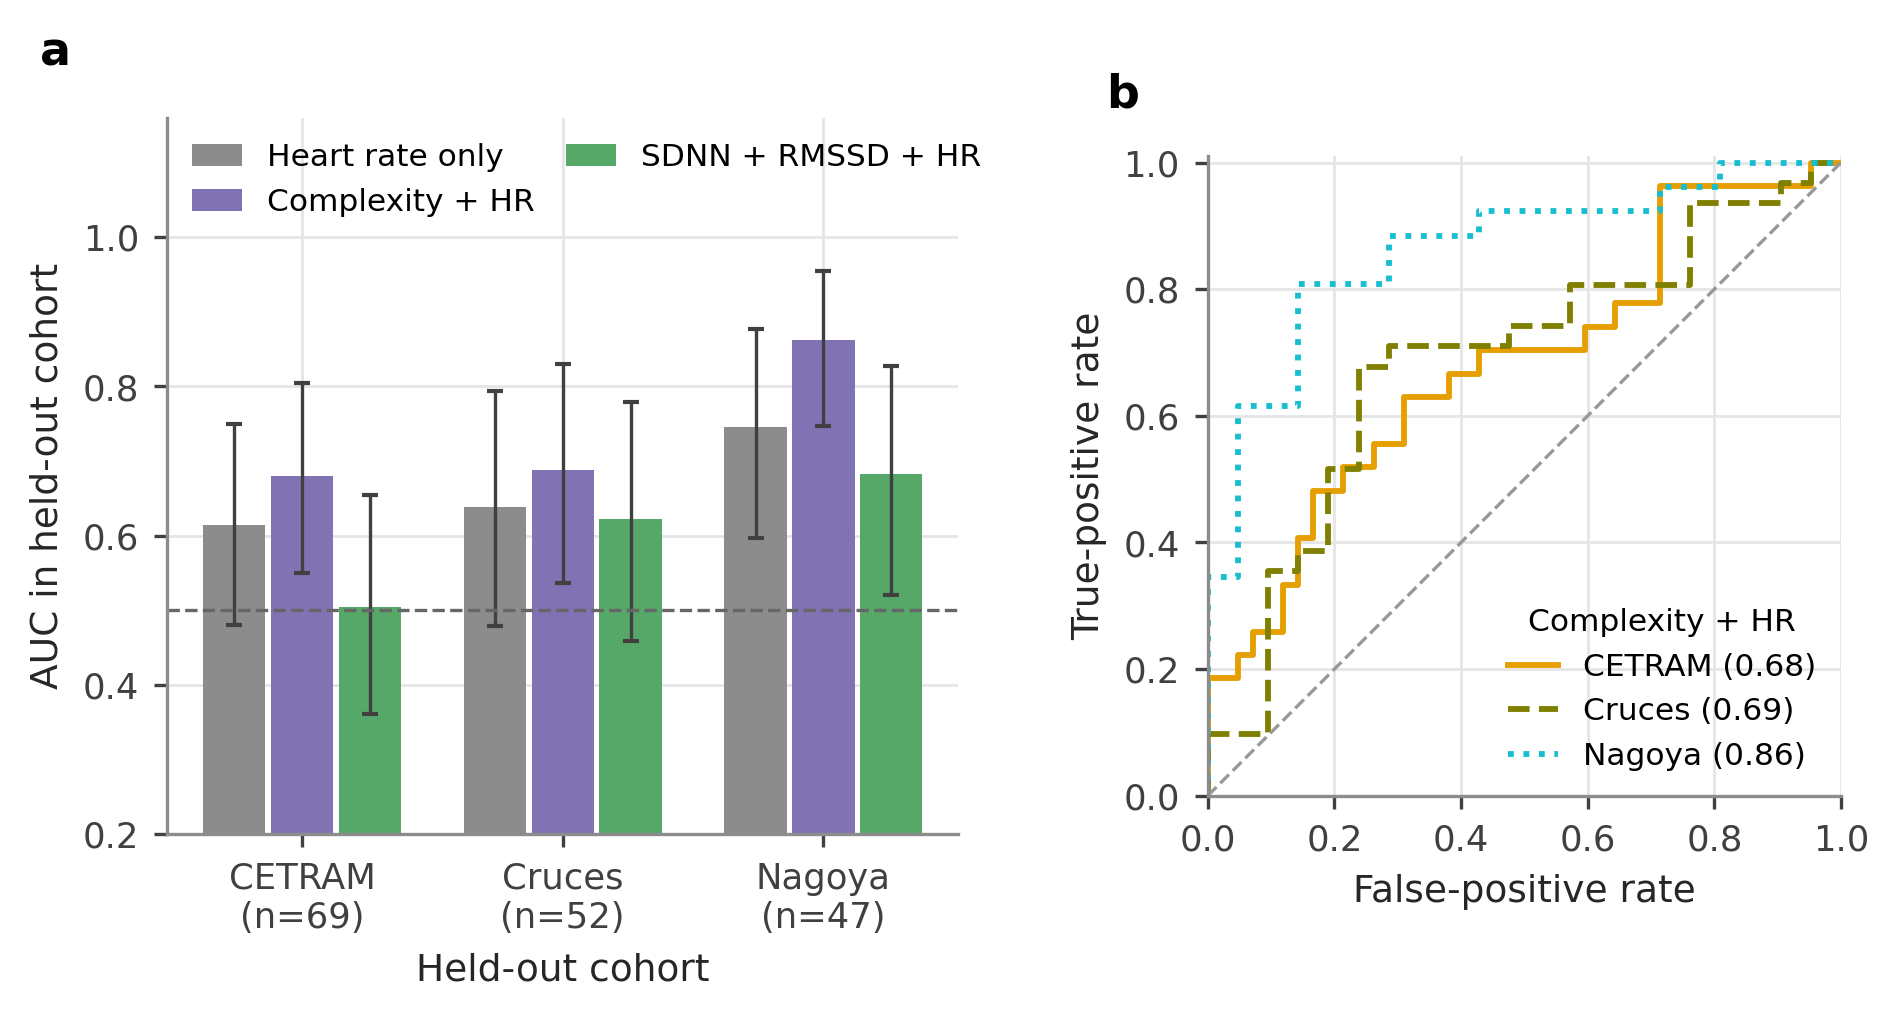 a
Heart rate only
Complexity + HR
SDNN + RMSSD + HR
1.0
0.8
0.6
0.4
0.2
AUC in held-out cohort
CETRAM
(n=69)
Cruces
(n=52)
Nagoya
(n=47)
Held-out cohort
b
1.0
0.8
0.6
0.4
0.2
0.0
True-positive rate
Complexity + HR
CETRAM (0.68)
Cruces (0.69)
Nagoya (0.86)
0.0 0.2 0.4 0.6 0.8 1.0
False-positive rate